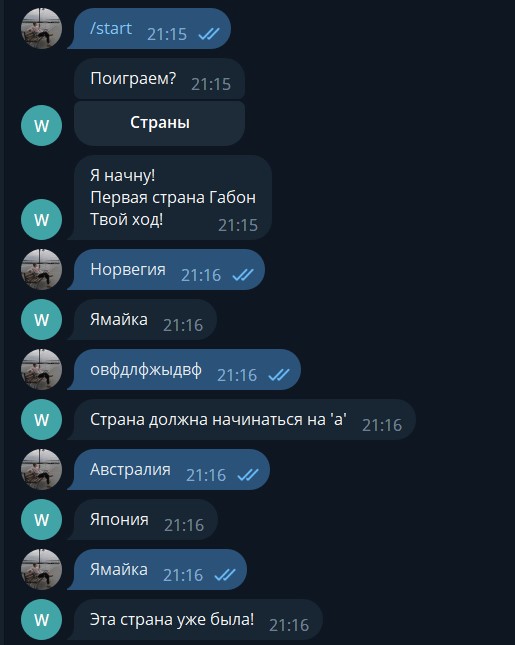 /start 21:15
Поиграем? 21:15
W
Страны
Я начну!
Первая страна Габон
Твой ход! 21:15
W
Норвегия 21:16
W
Ямайка 21:16
овфдлфжыдвф 21:16
W
Страна должна начинаться на 'а' 21:16
Австралия 21:16
W
Япония 21:16
Ямайка 21:16
W
Эта страна уже была! 21:16